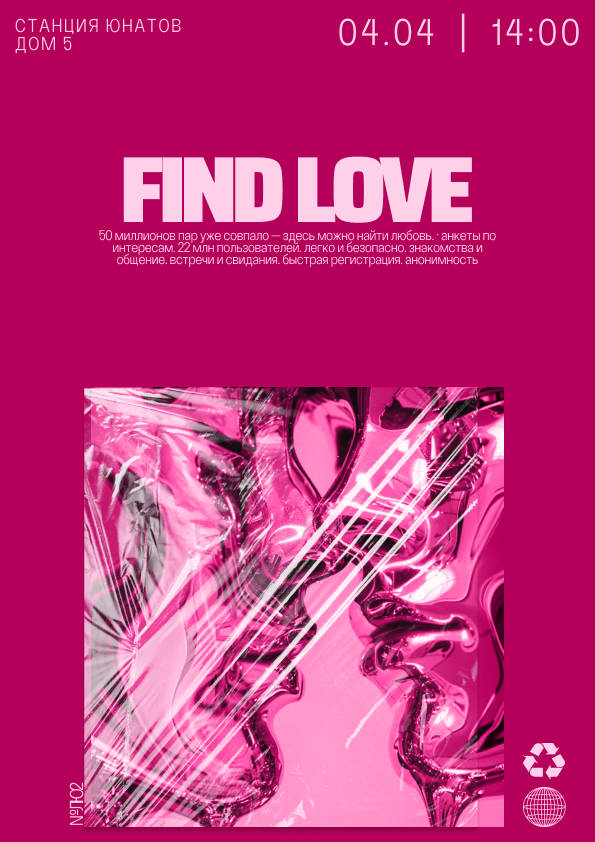 СТАНЦИЯ ЮНАТОВ
ДОМ 5
04.04 | 14:00
FIND LOVE
50 миллионов пар уже совпало — здесь можно найти любовь. · анкеты по
интересам. 22 млн пользователей. легко и безопасно. знакомства и
общение. встречи и свидания. быстрая регистрация. анонимность